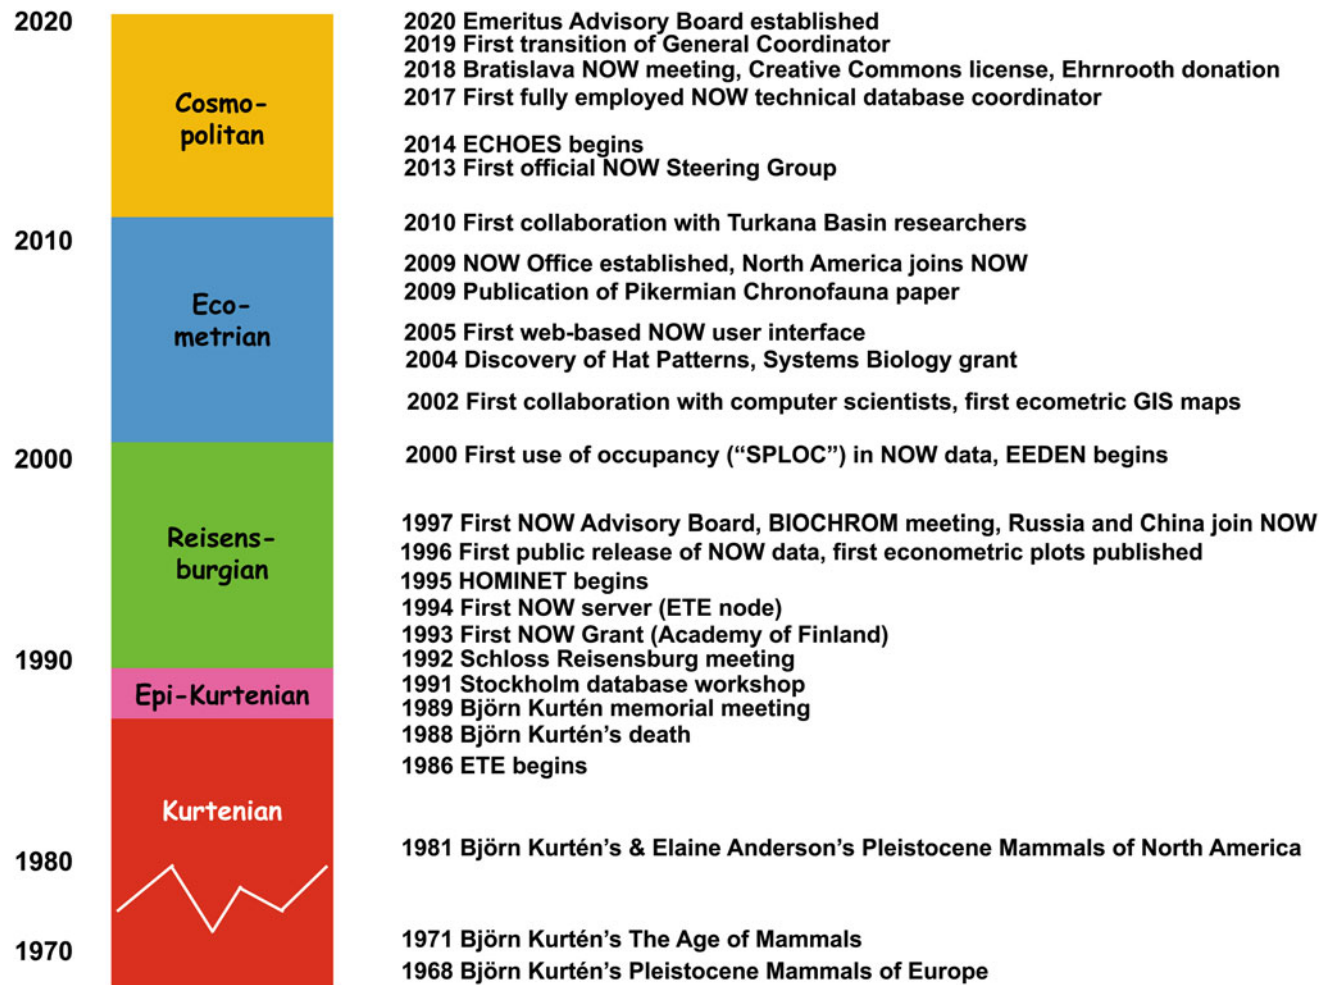 2020
2010
2000
1990
1980
1970
Cosmo-
politan
Eco-
metrian
Reisens-
burgian
Epi-Kurtenian
Kurtenian
2020 Emeritus Advisory Board established
2019 First transition of General Coordinator
2018 Bratislava NOW meeting, Creative Commons license, Ehrnrooth donation
2017 First fully employed NOW technical database coordinator
2014 ECHOES begins
2013 First official NOW Steering Group
2010 First collaboration with Turkana Basin researchers
2009 NOW Office established, North America joins NOW
2009 Publication of Pikermian Chronofauna paper
2005 First web-based NOW user interface
2004 Discovery of Hat Patterns, Systems Biology grant
2002 First collaboration with computer scientists, first ecometric GIS maps
2000 First use of occupancy (“SPLOC”) in NOW data, EEDEN begins
1997 First NOW Advisory Board, BIOCHROM meeting, Russia and China join NOW
1996 First public release of NOW data, first econometric plots published
1995 HOMINET begins
1994 First NOW server (ETE node)
1993 First NOW Grant (Academy of Finland)
1992 Schloss Reisensburg meeting
1991 Stockholm database workshop
1989 Björn Kurtén memorial meeting
1988 Björn Kurtén’s death
1986 ETE begins
1981 Björn Kurtén’s & Elaine Anderson’s Pleistocene Mammals of North America
1971 Björn Kurtén’s The Age of Mammals
1968 Björn Kurtén’s Pleistocene Mammals of Europe